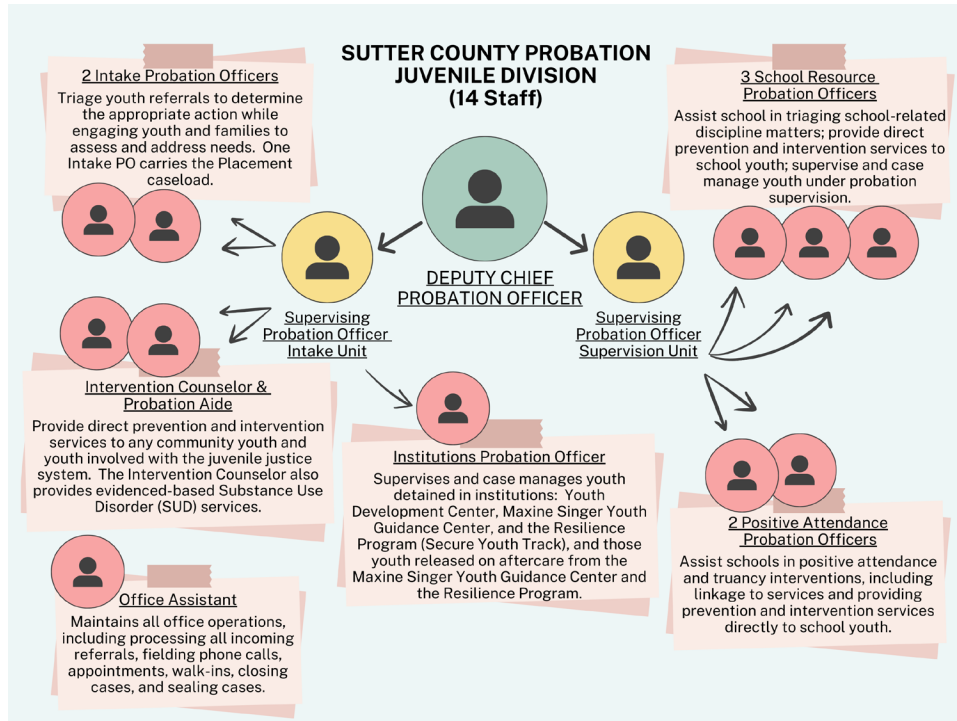 SUTTER COUNTY PROBATION
JUVENILE DIVISION
(14 Staff)
2 Intake Probation Officers
Triage youth referrals to determine
the appropriate action while
engaging youth and families to
assess and address needs. One
Intake PO carries the Placement
caseload.
3 School Resource
Probation Officers
Assist school in triaging school-related
discipline matters; provide direct
prevention and intervention services to
school youth; supervise and case
manage youth under probation
supervision.
DEPUTY CHIEF
PROBATION OFFICER
Supervising
Probation Officer
Intake Unit
Supervising
Probation Officer
Supervision Unit
Intervention Counselor &
Probation Aide
Provide direct prevention and intervention
services to any community youth and
youth involved with the juvenile justice
system. The Intervention Counselor also
provides evidenced-based Substance Use
Disorder (SUD) services.
Institutions Probation Officer
Supervises and case manages youth
detained in institutions: Youth
Development Center, Maxine Singer Youth
Guidance Center, and the Resilience
Program (Secure Youth Track), and those
youth released on aftercare from the
Maxine Singer Youth Guidance Center and
the Resilience Program.
2 Positive Attendance
Probation Officers
Assist schools in positive attendance
and truancy interventions, including
linkage to services and providing
prevention and intervention services
directly to school youth.
Office Assistant
Maintains all office operations,
including processing all incoming
referrals, fielding phone calls,
appointments, walk-ins, closing
cases, and sealing cases.